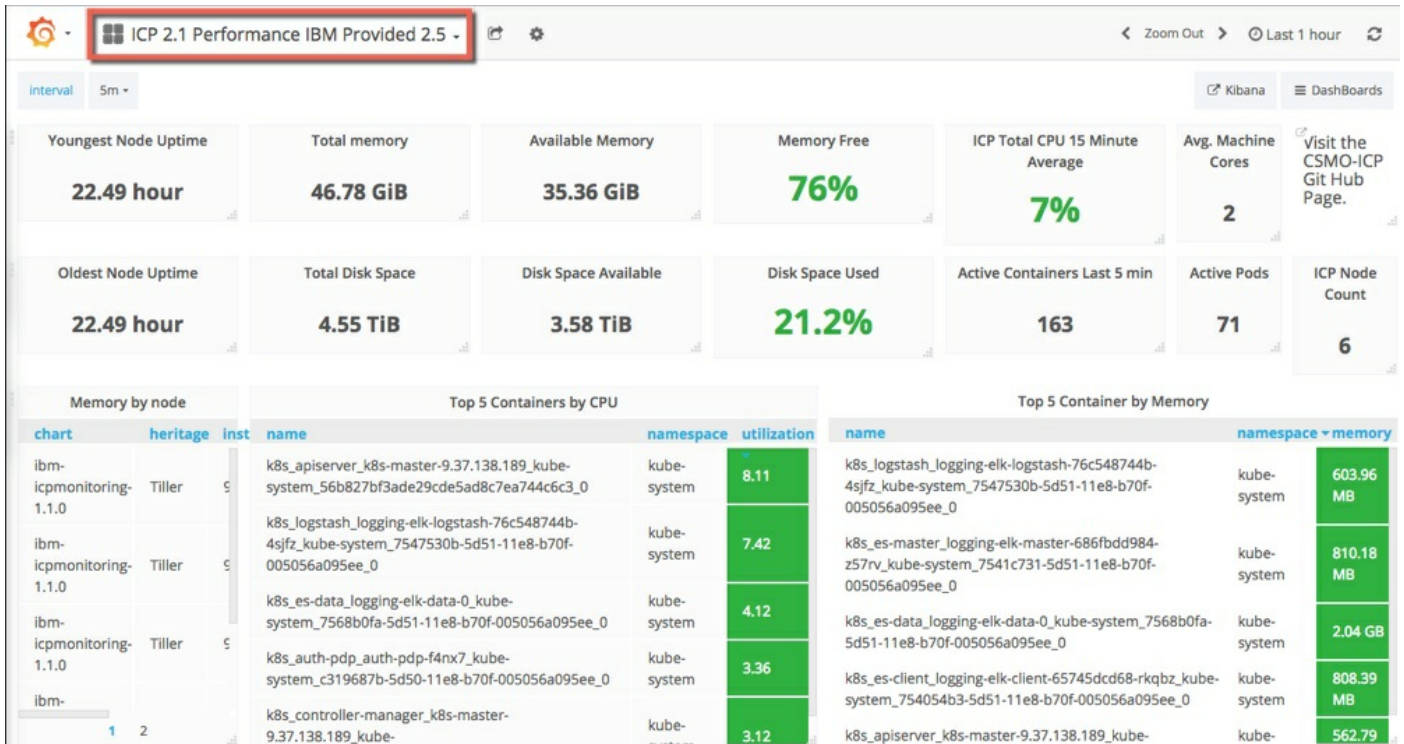 ICP 2.1 Performance IBM Provided 2.5
Zoom Out
Last 1 hour
interval
5m
Kibana
DashBoards
Youngest Node Uptime
22.49 hour
Total memory
46.78 GiB
Available Memory
35.36 GiB
Memory Free
76%
ICP Total CPU 15 Minute
Average
7%
Avg. Machine
Cores
2
Visit the
CSMO-ICP
Git Hub
Page.
Oldest Node Uptime
22.49 hour
Total Disk Space
4.55 TiB
Disk Space Available
3.58 TiB
Disk Space Used
21.2%
Active Containers Last 5 min
163
Active Pods
71
ICP Node
Count
6
Memory by node
chart heritage inst
ibm-
icpmonitoring-
1.1.0
Tiller
9
ibm-
icpmonitoring-
1.1.0
Tiller
9
ibm-
icpmonitoring-
1.1.0
Tiller
9
ibm-
1 2
Top 5 Containers by CPU
name namespace utilization
k8s_apiserver_k8s-master-9.37.138.189_kube-
system_56b827bf3ade29cde5ad8c7ea744c6c3_0
kube-
system
8.11
k8s_logstash_logging-elk-logstash-76c548744b-
4sjfz_kube-system_7547530b-5d51-11e8-b70f-
005056a095ee_0
kube-
system
7.42
k8s_es-data_logging-elk-data-0_kube-
system_7568b0fa-5d51-11e8-b70f-005056a095ee_0
kube-
system
4.12
k8s_auth-pdp_auth-pdp-f4nx7_kube-
system_c319687b-5d50-11e8-b70f-005056a095ee_0
kube-
system
3.36
k8s_controller-manager_k8s-master-
9.37.138.189_kube-
kube-
3.12
Top 5 Container by Memory
name namespace memory
k8s_logstash_logging-elk-logstash-76c548744b-
4sjfz_kube-system_7547530b-5d51-11e8-b70f-
005056a095ee_0
kube-
system
603.96
MB
k8s_es-master_logging-elk-master-686fbdd984-
z57rv_kube-system_7541c731-5d51-11e8-b70f-
005056a095ee_0
kube-
system
810.18
MB
k8s_es-data_logging-elk-data-0_kube-system_7568b0fa-
5d51-11e8-b70f-005056a095ee_0
kube-
system
2.04 GB
k8s_es-client_logging-elk-client-65745dcd68-rkqbz_kube-
system_754054b3-5d51-11e8-b70f-005056a095ee_0
kube-
system
808.39
MB
k8s_apiserver_k8s-master-9.37.138.189_kube-
kube-
562.79